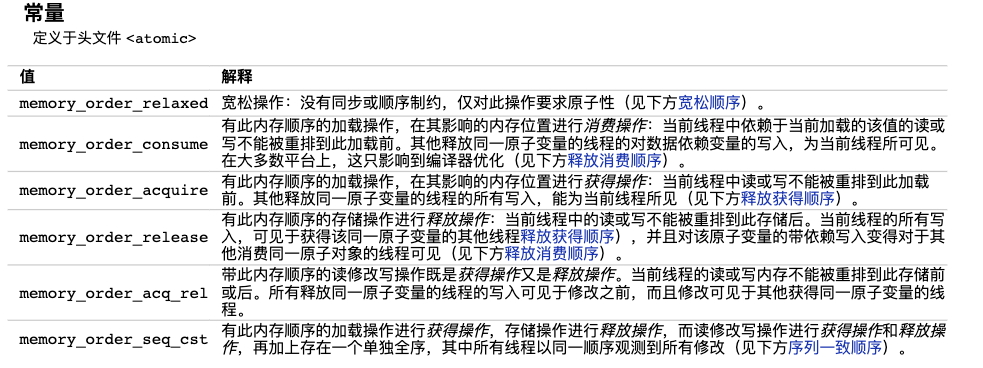 常量
定义于头文件 <atomic>
值 解释
memory_order_relaxed 宽松操作：没有同步或顺序制约，仅对此操作要求原子性（见下方宽松顺序）。
有此内存顺序的加载操作，在其影响的内存位置进行消费操作：当前线程中依赖于当前加载的该值的读或
memory_order_consume 写不能被重排到此加载前。其他释放同一原子变量的线程的对数据依赖变量的写入，为当前线程所可见。
在大多数平台上，这只影响到编译器优化（见下方释放消费顺序）。
memory_order_acquire 有此内存顺序的加载操作，在其影响的内存位置进行获得操作：当前线程中读或写不能被重排到此加载
前。其他释放同一原子变量的线程的所有写入，能为当前线程所见（见下方释放获得顺序）。
有此内存顺序的存储操作进行释放操作：当前线程中的读或写不能被重排到此存储后。当前线程的所有写
memory_order_release 入，可见于获得该同一原子变量的其他线程释放获得顺序），并且对该原子变量的带依赖写入变得对于其
他消费同一原子对象的线程可见（见下方释放消费顺序）。
带此内存顺序的读修改写操作既是获得操作又是释放操作。当前线程的读或写内存不能被重排到此存储前
memory_order_acq_rel 或后。所有释放同一原子变量的线程的写入可见于修改之前，而且修改可见于其他获得同一原子变量的线
程。
memory_order_seq_cst 有此内存顺序的加载操作进行获得操作，存储操作进行释放操作，而读修改写操作进行获得操作和释放操
作，再加上存在一个单独全序，其中所有线程以同一顺序观测到所有修改（见下方序列一致顺序）。